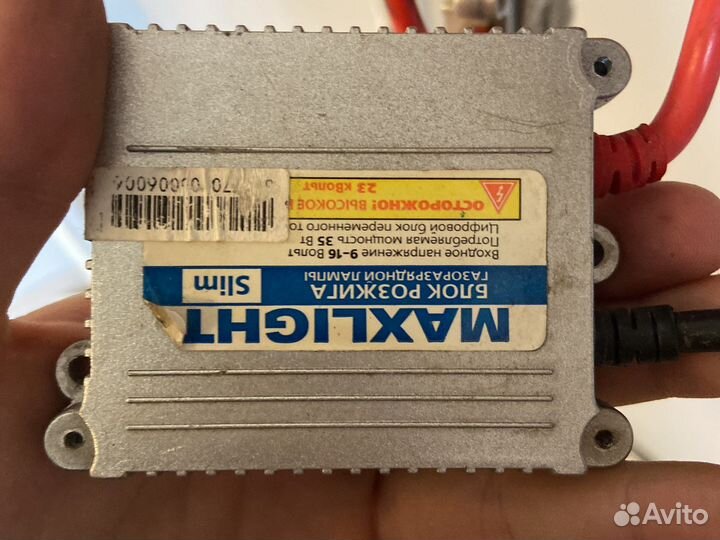 MAXLIGHT
БЛОК РОЗЖИГА
ГАЗОРАЗРЯДНОЙ ЛАМПЫ
Slim
Входное напряжение 9-16 Вольт
Потребляемая мощность 35 Вт
Цифровой блок переменного то
ОСТОРОЖНО! ВЫСОКОЕ
23 кВольт
Avito